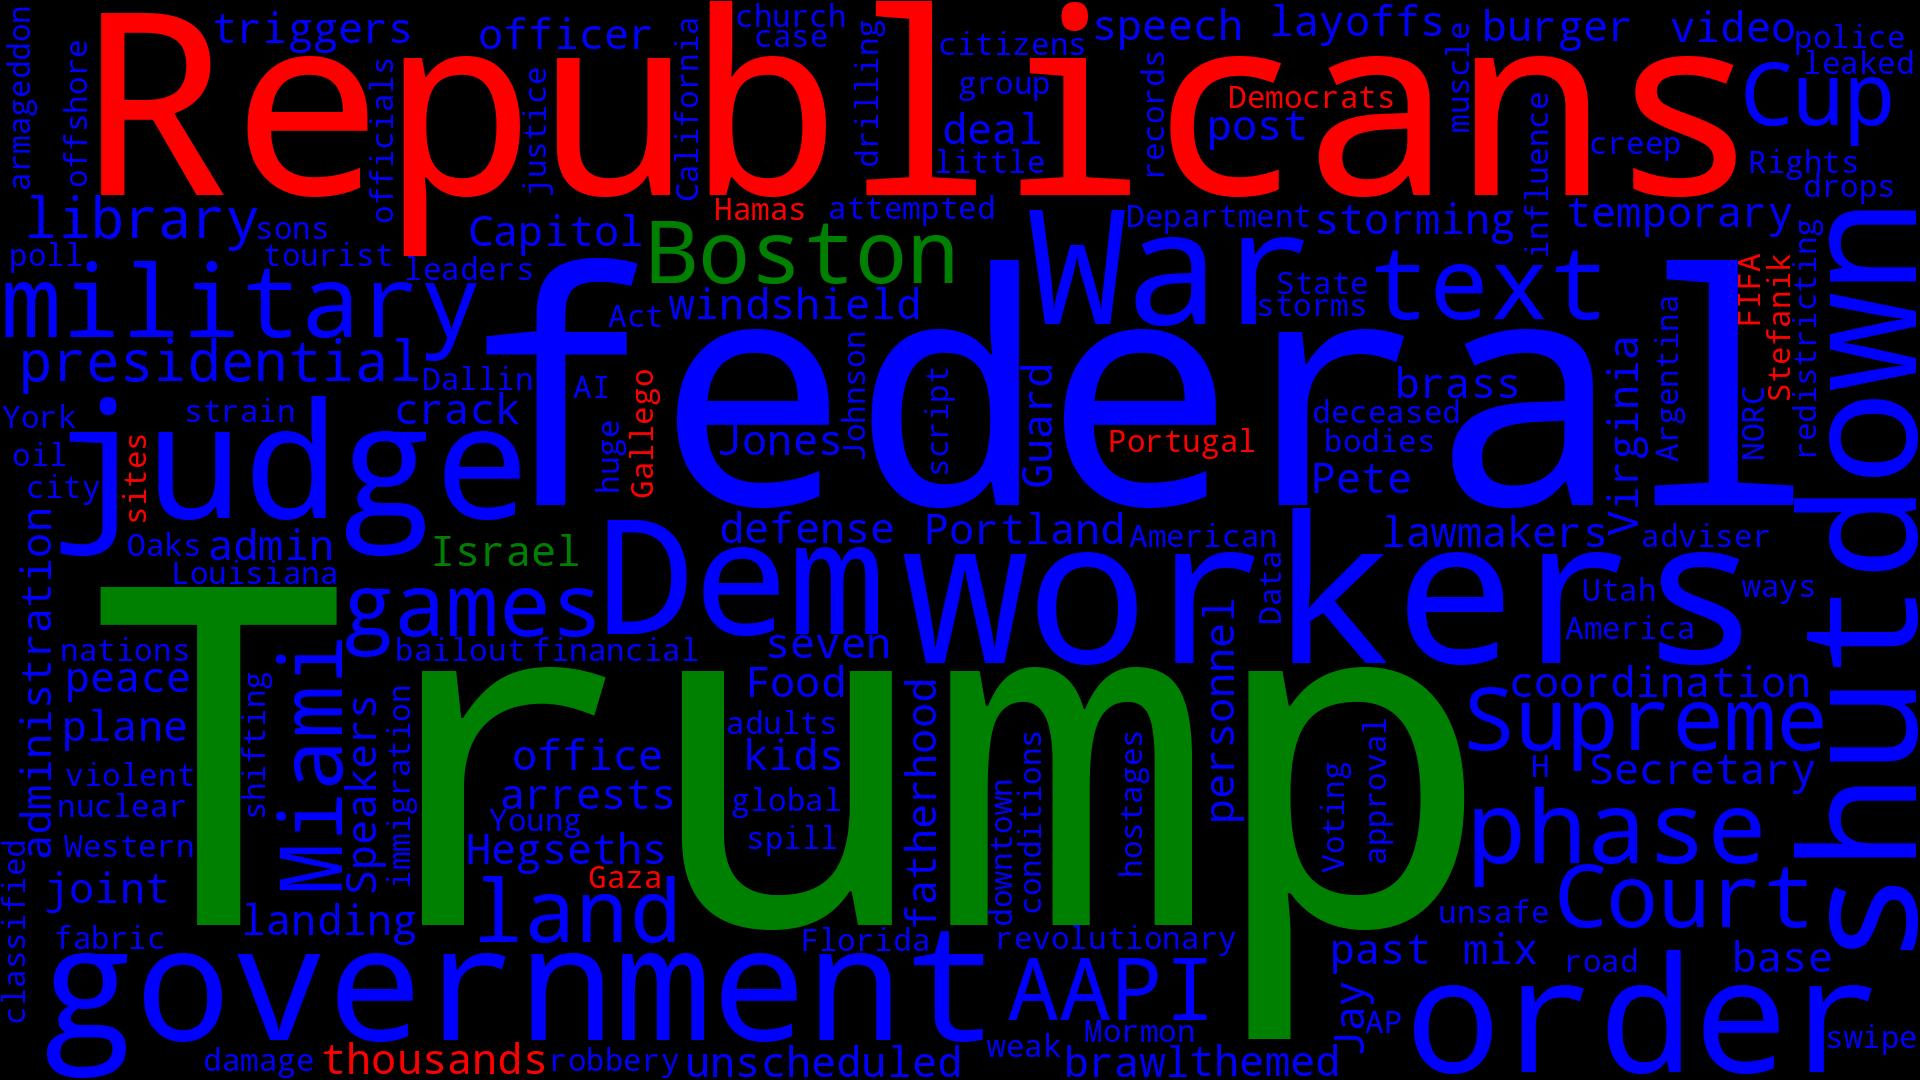 Republicans
triggers
officer
church
case
citizens
speech
layoffs
burger
video
police
leaked
armageddon
offshore
officials
justice
California
drilling
group
records
Democrats
post
muscle
influence
creep
Cup
deal
little
Rights
drops
library
sons
poll
tourist
leaders
Capitol
Hamas
attempted
Boston
Department
storming
temporary
military
federal
War
State
storms
text
FIFA
Stefanik
redistricting
shutdown
Act
windshield
presidential
Dallin
AI
Gallego
Johnson
script
Guard
brass
Virginia
Argentina
NORC
York
strain
crack
huge
Jones
Portugal
deceased
bodies
Pete
judge
oil
city
sites
administration
Oaks
admin
Louisiana
Israel
Dem
defense
Portland
American
lawmakers
adviser
workers
Data
Utah
ways
America
games
nations
peace
plane
violent
nuclear
Western
joint
classified
fabric
Trump
shifting
Miami
Speakers
immigration
bailout
financial
seven
Food
adults
kids
global
spill
office
arrests
Young
Hegseths
Gaza
land
landing
fatherhood
downtown
conditions
hostages
personnel
Voting
approval
Supreme
coordination
I
Secretary
phase
Court
unsafe
Florida
revolutionary
past
mix
road
base
government
AAPI
Jay
AP
order
swipe
damage
thousands
robbery
unscheduled
weak
Mormon
brawl
themed